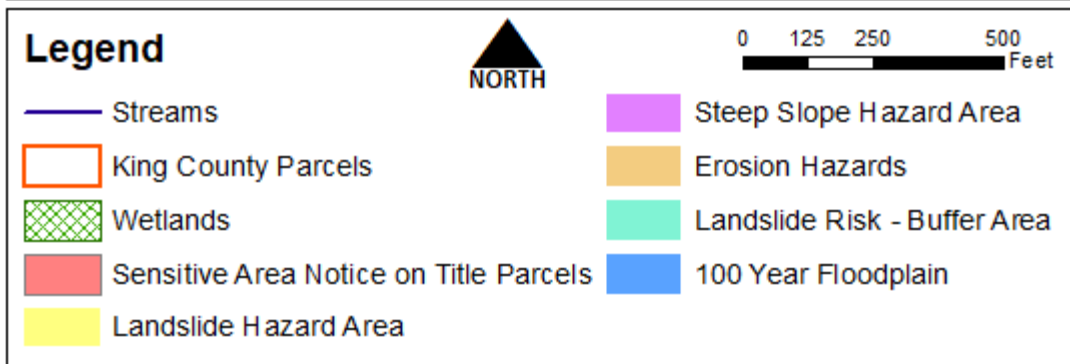 Legend
NORTH
0 125 250 500
Feet
Streams
King County Parcels
Wetlands
Sensitive Area Notice on Title Parcels
Landslide Hazard Area
Steep Slope Hazard Area
Erosion Hazards
Landslide Risk - Buffer Area
100 Year Floodplain